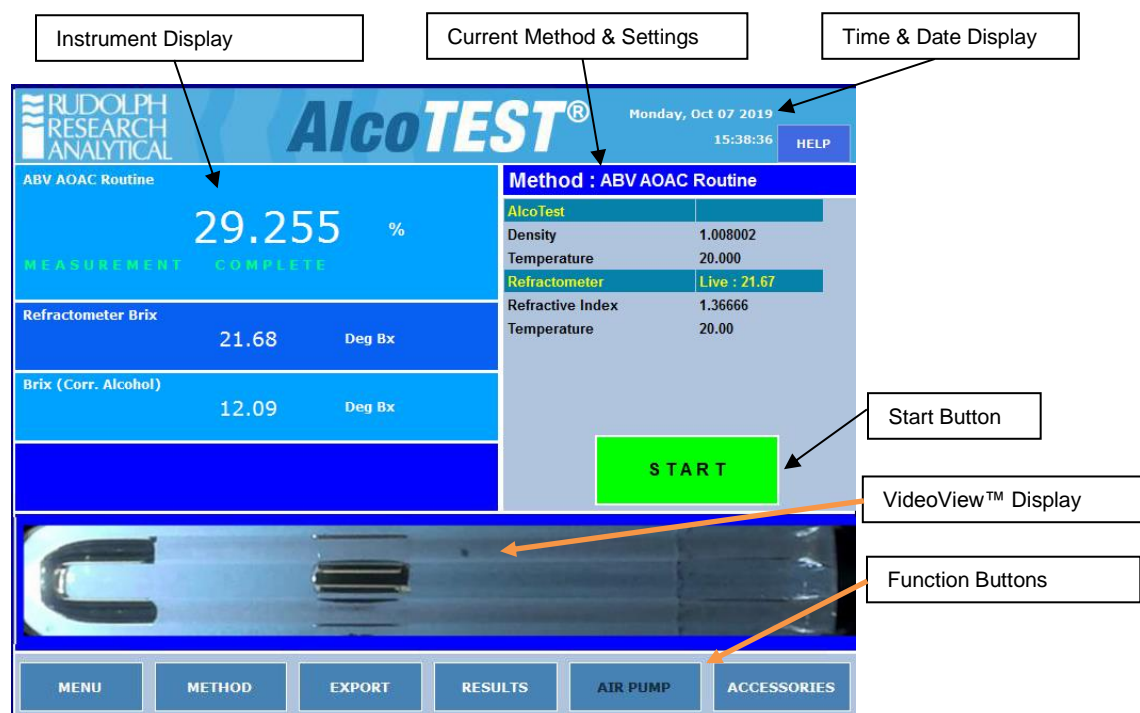 Instrument Display
Current Method & Settings
Time & Date Display
RUDOLPH
RESEARCH
ANALYTICAL
AlcoTEST®
Monday, Oct 07 2019
15:38:36
HELP
ABV AOAC Routine
29.255 %
MEASUREMENT COMPLETE
Refractometer Brix
21.68 Deg Bx
Brix (Corr. Alcohol)
12.09 Deg Bx
Method : ABV AOAC Routine
AlcoTest
Density 1.008002
Temperature 20.000
Refractometer Live : 21.67
Refractive Index 1.36666
Temperature 20.00
START
Start Button
VideoView™ Display
Function Buttons
MENU METHOD EXPORT RESULTS AIR PUMP ACCESSORIES